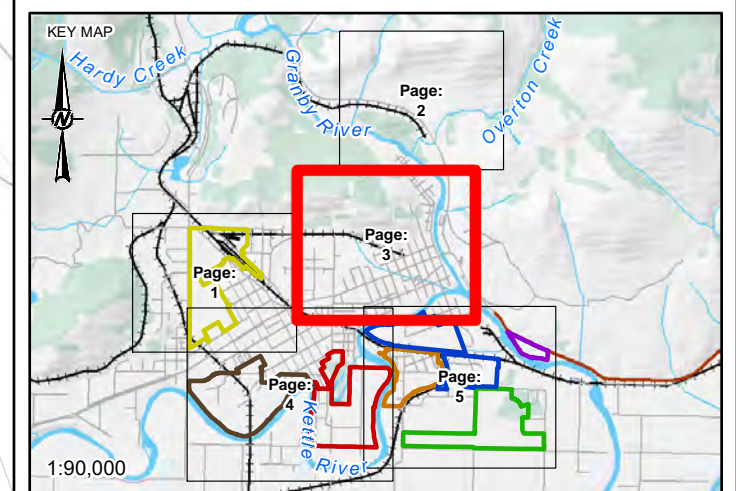 KEY MAP
N
Hardy Creek
Granby River
Overton Creek
Page:
2
Page:
3
Page:
1
Page:
4
Page:
5
Kettle River
1:90,000